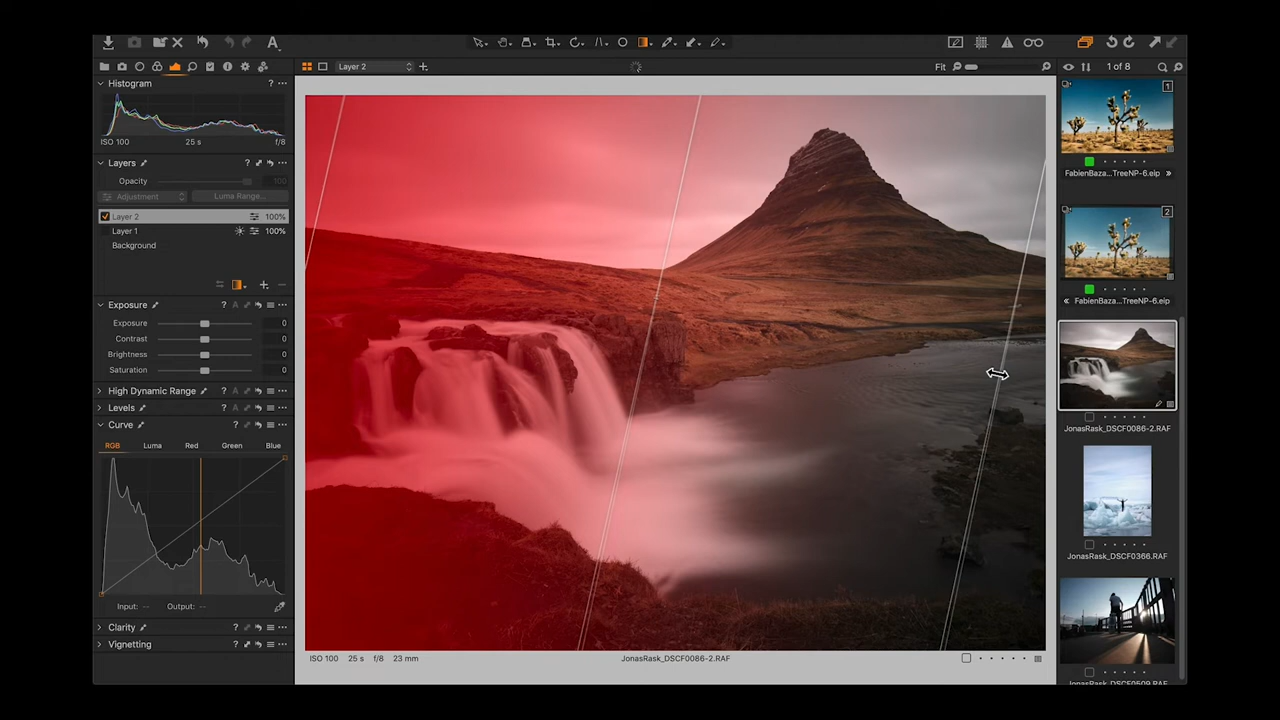 A
Layer 2
Fit
1 of 8
Histogram
? ...
ISO 100
25 s
f/8
Layers
? ...
Opacity
100
Adjustment
Luma Range...
Layer 2
100%
Layer 1
100%
Background
Exposure
? A ...
Exposure
0
Contrast
0
Brightness
0
Saturation
0
High Dynamic Range
? A ...
Levels
? A ...
Curve
? A ...
RGB
Luma
Red
Green
Blue
Input: --
Output: --
Clarity
? ...
Vignetting
? ...
ISO 100
25 s
f/8
23 mm
JonasRask_DSCF0086-2.RAF
1
FabienBaza...TreeNP-6.eip »
2
« FabienBaza...TreeNP-6.eip
JonasRask_DSCF0086-2.RAF
JonasRask_DSCF0366.RAF
JonasRask_DSCF0509.RAF